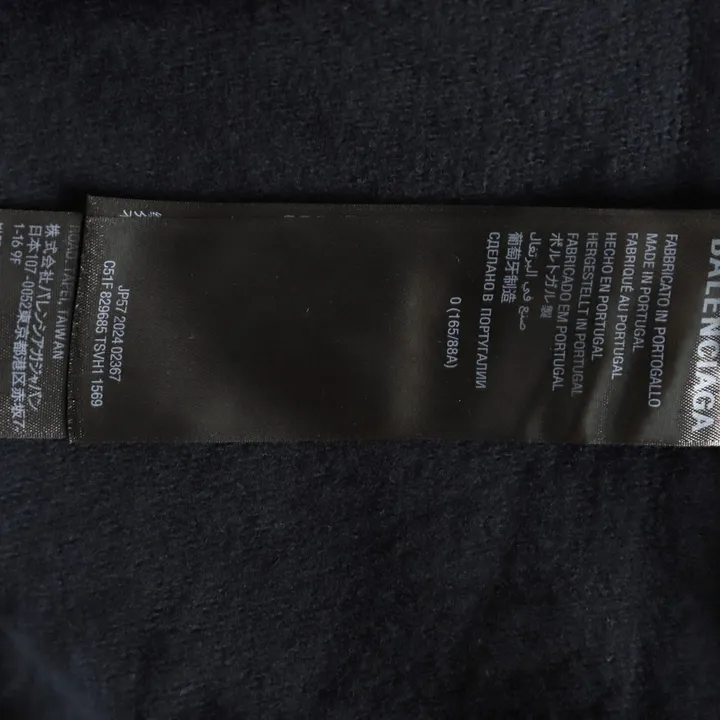 BALENCIAGA
FABBRICATO IN PORTOGALLO
MADE IN PORTUGAL
FABRIQUÉ AU PORTUGAL
HECHO EN PORTUGAL
HERGESTELLT IN PORTUGAL
FABRICADO EM PORTUGAL
ポルトガル製
صنع في البرتغال
葡萄牙制造
СДЕЛАНО В ПОРТУГАЛИИ
0 (165/88A)
JP57 2024 02367
C51F 829685 TSVH1 1569
TAIWAN
株式会社バレンシアガジャパン
日本107-0052東京都港区赤坂7-
1-16 9F